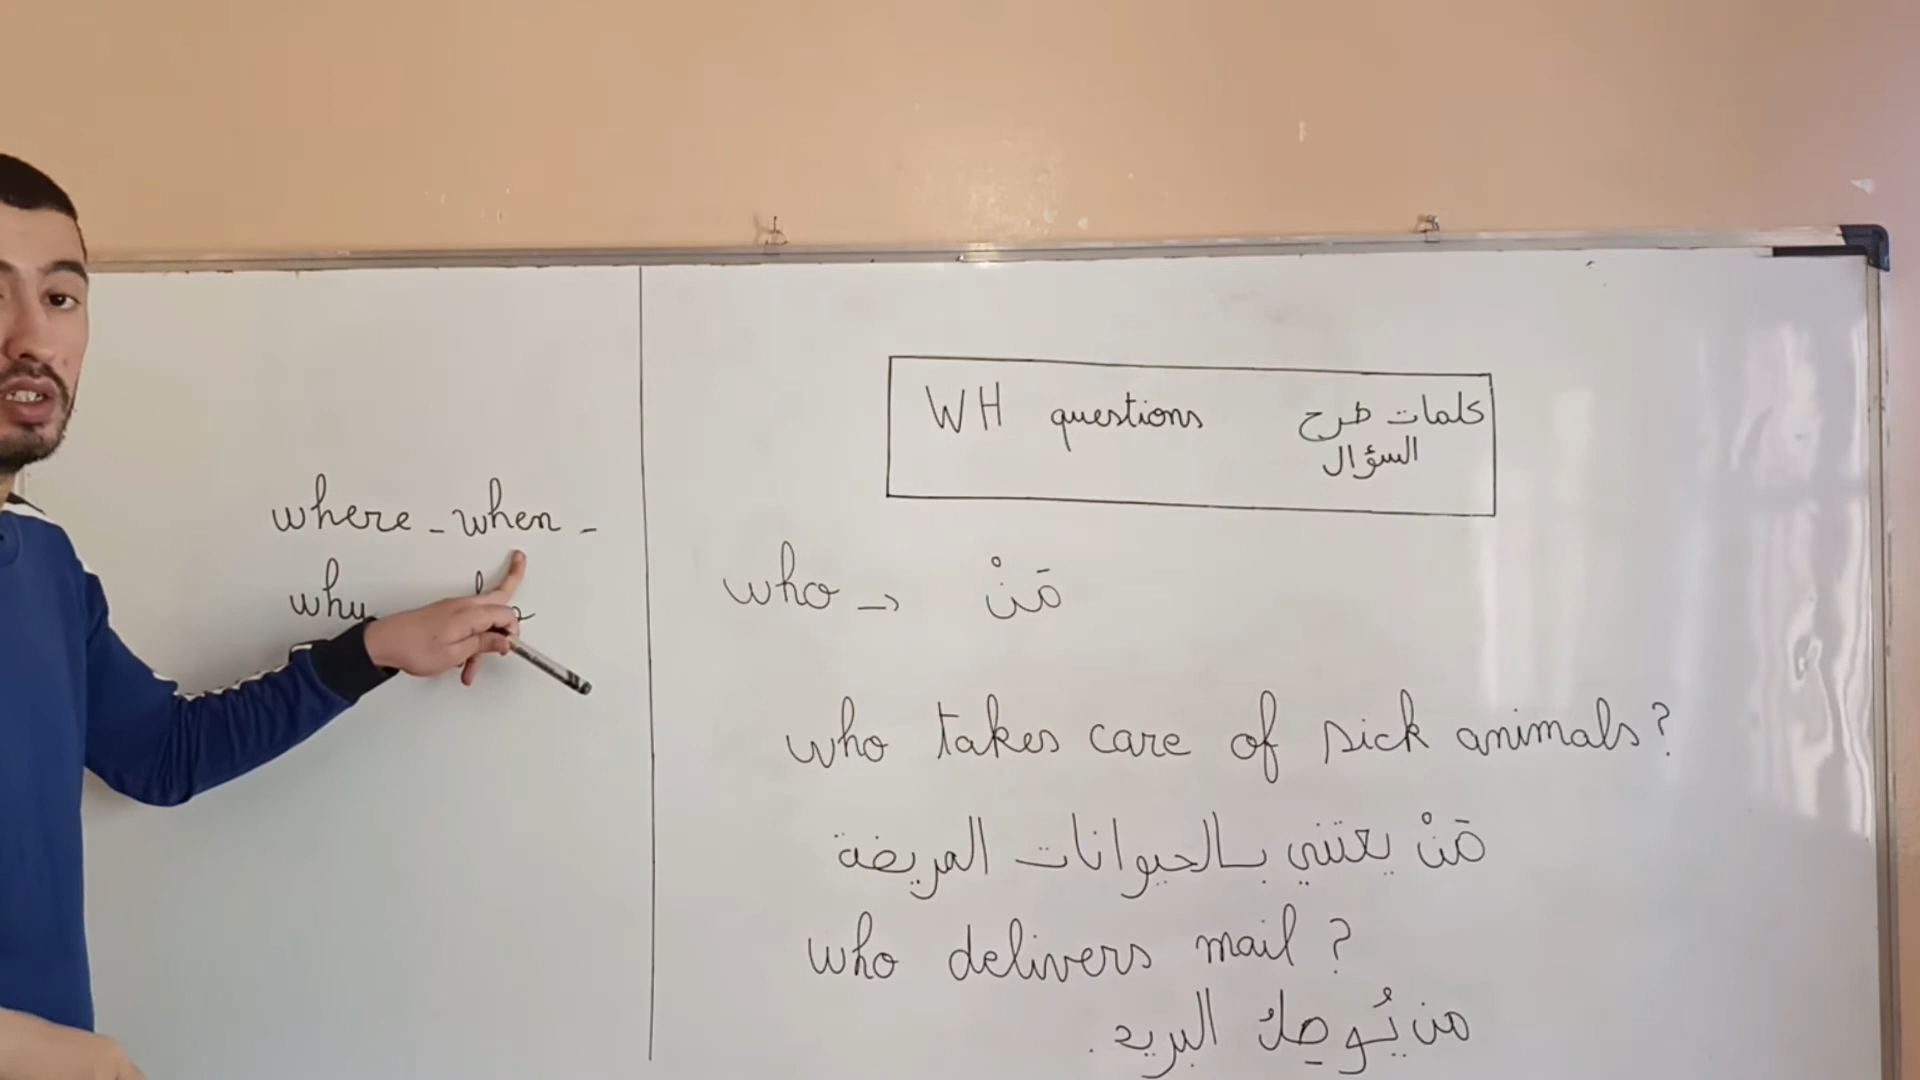 where - when -
why
WH questions كلمات طرح
السؤال
who → مَنْ
who takes care of sick animals?
مَنْ يعتني بالحيوانات المريضة
who delivers mail?
من يُوصِلُ البريد.